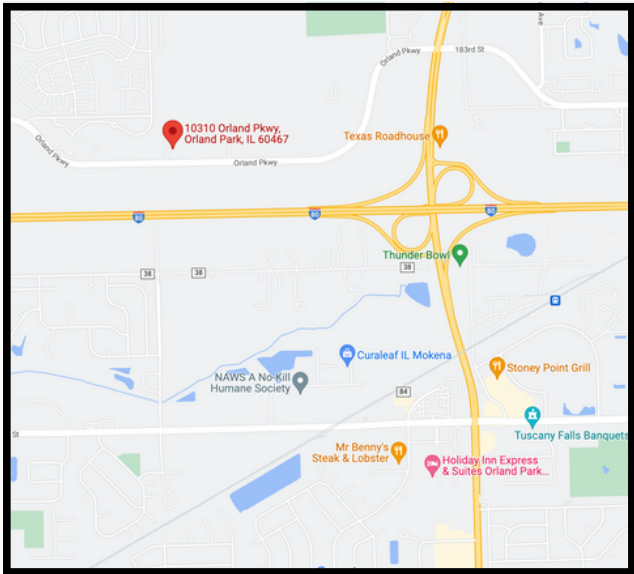 Ave
Orland Pkwy
183rd St
10310 Orland Pkwy,
Orland Park, IL 60467
Texas Roadhouse
Orland Pkwy
Orland Pkwy
80
80
80
Thunder Bowl
38
38
38
Curaleaf IL Mokena
Stoney Point Grill
NAWS A No-Kill
Humane Society
84
Tuscany Falls Banquets
St
Mr Benny's
Steak & Lobster
Holiday Inn Express
& Suites Orland Park...